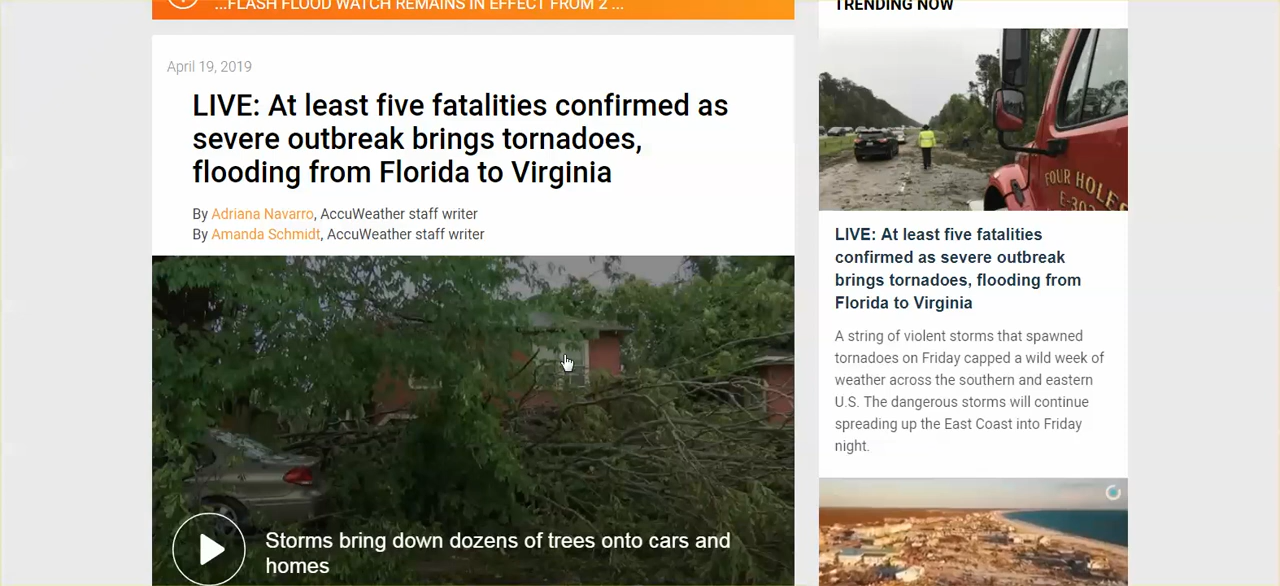 ...FLASH FLOOD WATCH REMAINS IN EFFECT FROM 2 ...
April 19, 2019
LIVE: At least five fatalities confirmed as
severe outbreak brings tornadoes,
flooding from Florida to Virginia
By Adriana Navarro, AccuWeather staff writer
By Amanda Schmidt, AccuWeather staff writer
Storms bring down dozens of trees onto cars and
homes
TRENDING NOW
FOUR HOLES
E-302
LIVE: At least five fatalities
confirmed as severe outbreak
brings tornadoes, flooding from
Florida to Virginia
A string of violent storms that spawned
tornadoes on Friday capped a wild week of
weather across the southern and eastern
U.S. The dangerous storms will continue
spreading up the East Coast into Friday
night.